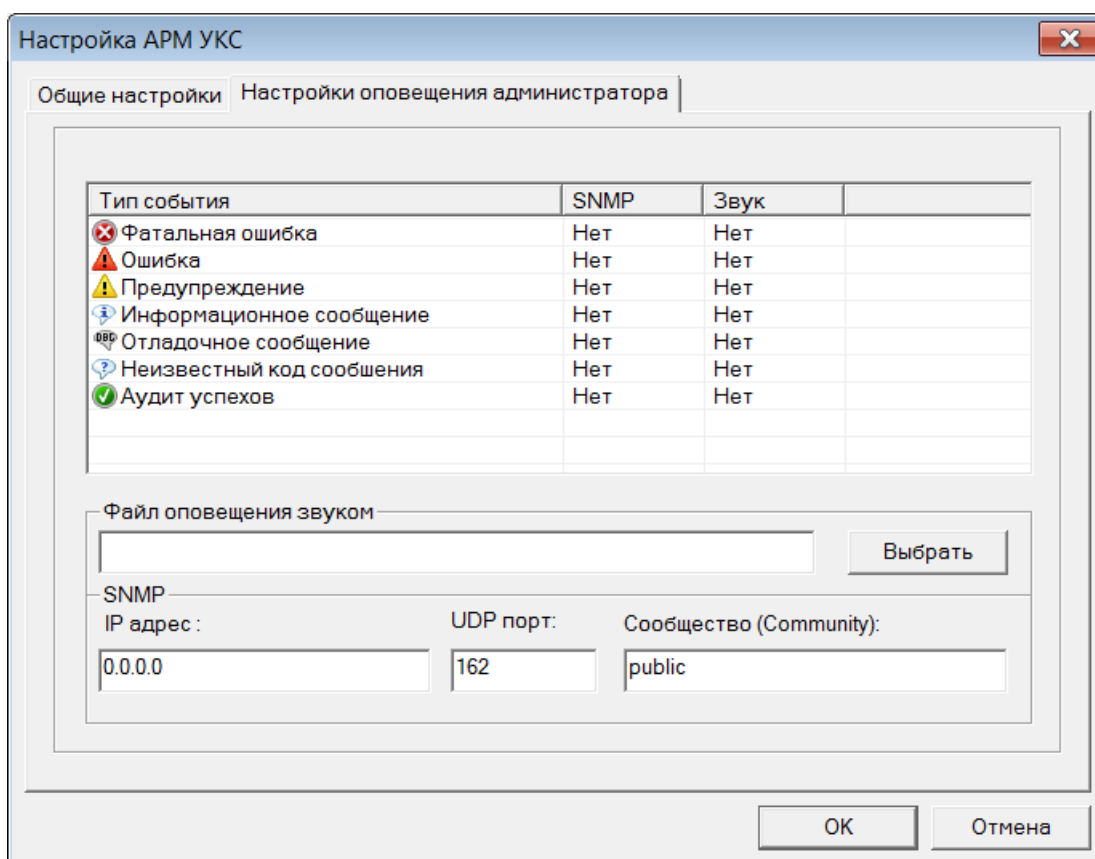 Настройка АРМ УКС
Общие настройки Настройки оповещения администратора
Тип события SNMP Звук
Фатальная ошибка Нет Нет
Ошибка Нет Нет
Предупреждение Нет Нет
Информационное сообщение Нет Нет
DBG Отладочное сообщение Нет Нет
Неизвестный код сообшения Нет Нет
Аудит успехов Нет Нет
Файл оповещения звуком
Выбрать
SNMP
IP адрес : UDP порт: Сообщество (Community):
0.0.0.0 162 public
OK Отмена